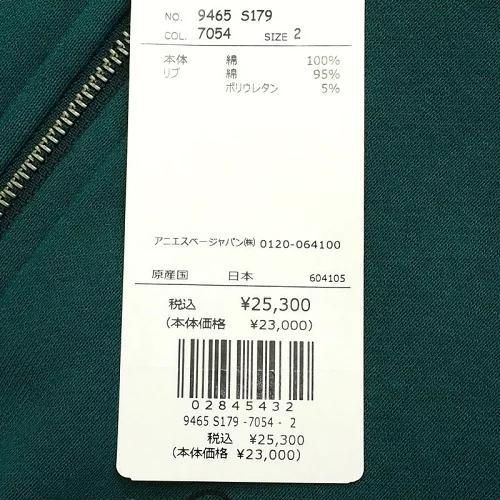 NO. 9465 S179
COL. 7054 SIZE 2
本体 綿 100%
リブ 綿 95%
ポリウレタン 5%
アニエスベージャパン㈱ 0120-064100
原産国 日本 604105
税込 ¥25,300
(本体価格 ¥23,000)
02845432
9465 S179 -7054 - 2
税込 ¥25,300
(本体価格 ¥23,000)